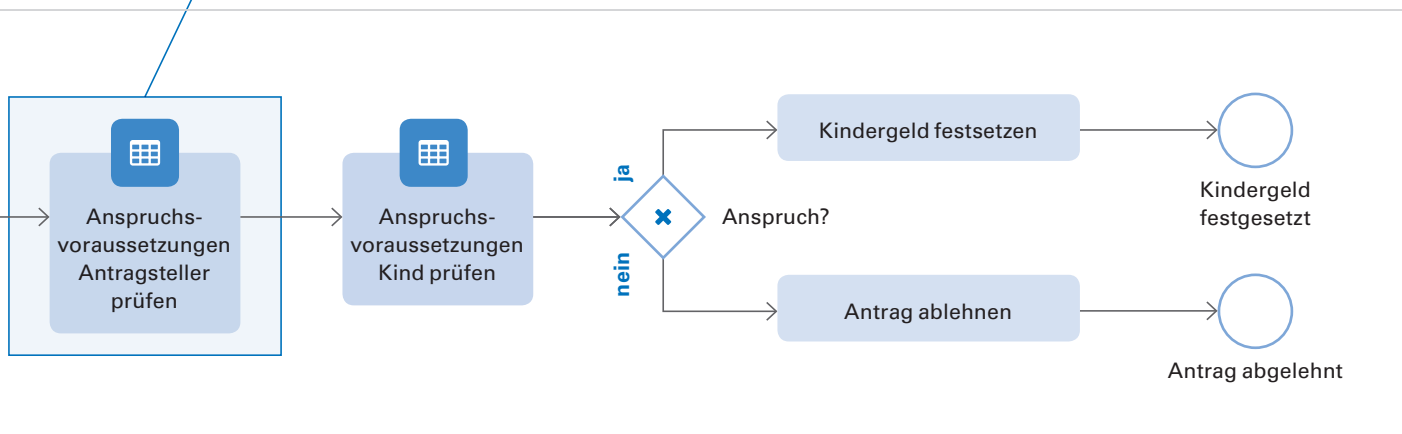 Anspruchs-
voraussetzungen
Antragsteller
prüfen
Anspruchs-
voraussetzungen
Kind prüfen
ja
nein
Anspruch?
Kindergeld festsetzen
Kindergeld
festgesetzt
Antrag ablehnen
Antrag abgelehnt